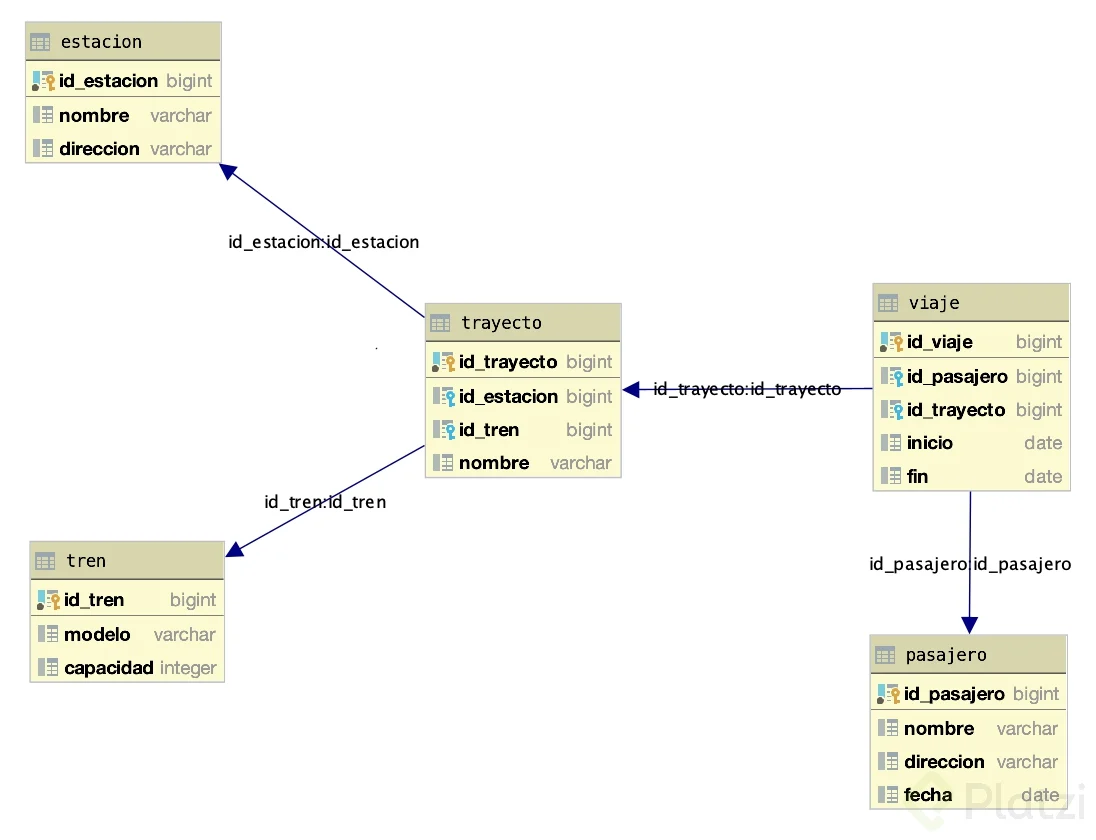 estacion
id_estacion bigint
nombre varchar
direccion varchar
id_estacion:id_estacion
trayecto
id_trayecto bigint
id_estacion bigint
id_tren bigint
nombre varchar
id_trayecto:id_trayecto
viaje
id_viaje bigint
id_pasajero bigint
id_trayecto bigint
inicio date
fin date
id_tren:id_tren
tren
id_tren bigint
modelo varchar
capacidad integer
id_pasajero:id_pasajero
pasajero
id_pasajero bigint
nombre varchar
direccion varchar
fecha date
Platzi